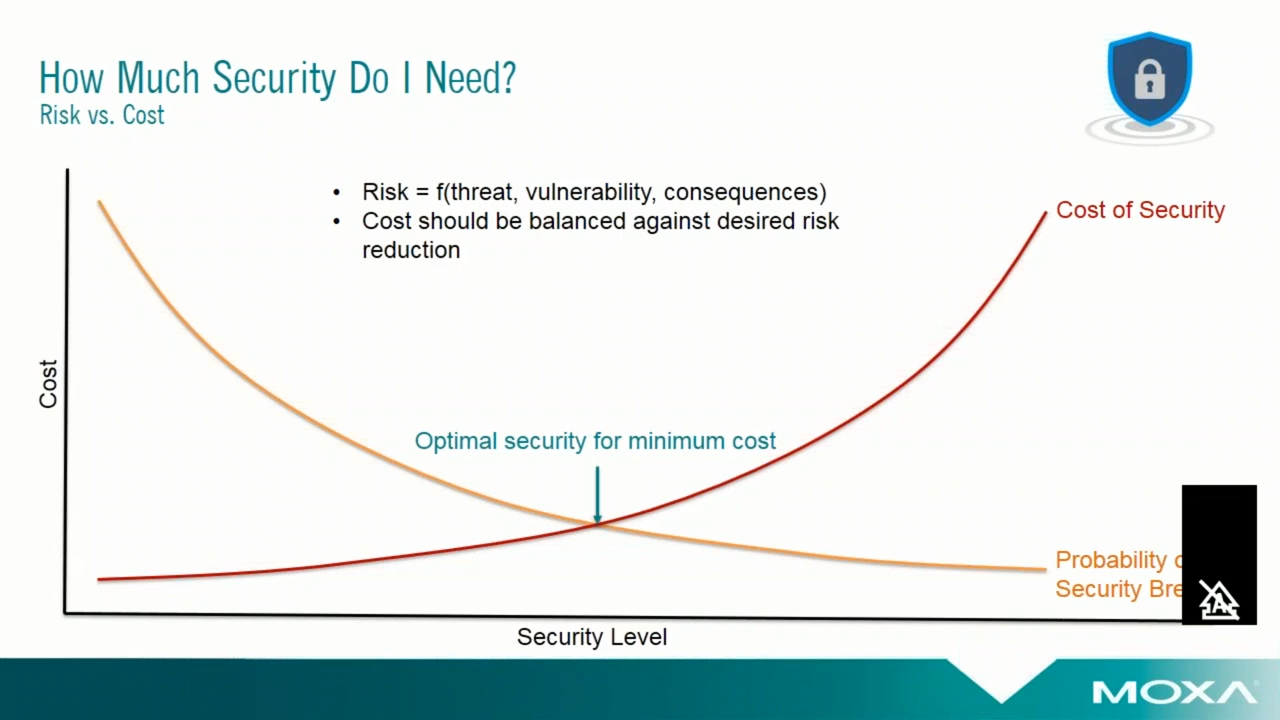 How Much Security Do I Need?
Risk vs. Cost
• Risk = f(threat, vulnerability, consequences)
• Cost should be balanced against desired risk
reduction
Cost of Security
Cost
Optimal security for minimum cost
Probability
Security
Security Level
MOXA